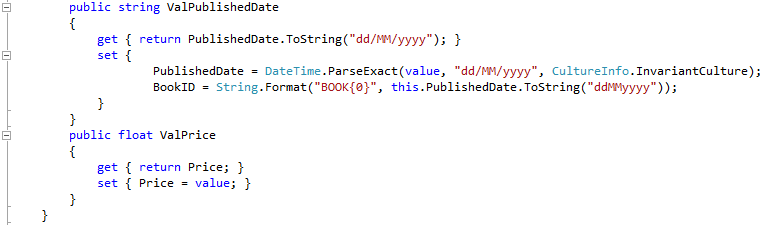 public string ValPublishedDate
{
get { return PublishedDate.ToString("dd/MM/yyyy"); }
set {
PublishedDate = DateTime.ParseExact(value, "dd/MM/yyyy", CultureInfo.InvariantCulture);
BookID = String.Format("BOOK{0}", this.PublishedDate.ToString("ddMMyyyy"));
}
}
public float ValPrice
{
get { return Price; }
set { Price = value; }
}
}